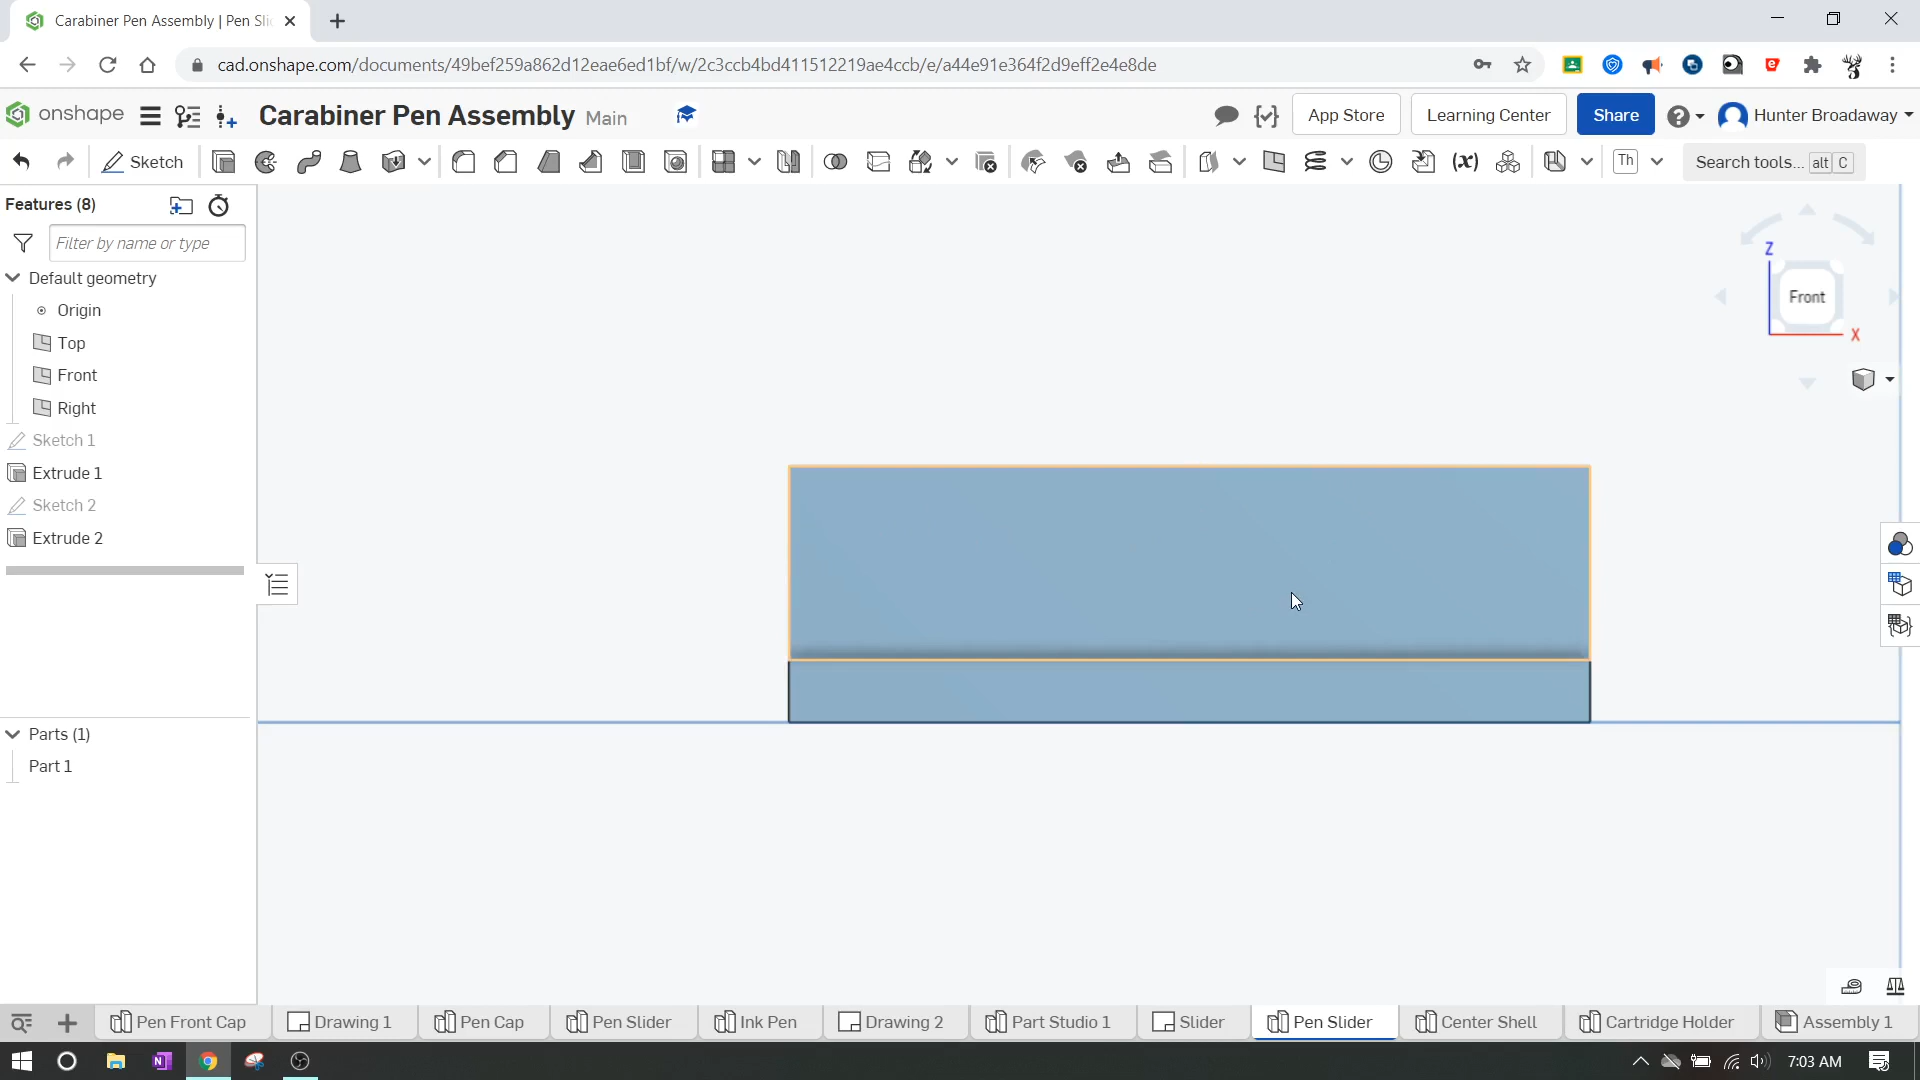 Carabiner Pen Assembly | Pen Sli
cad.onshape.com/documents/49bef259a862d12eae6ed1bf/w/2c3ccb4bd411512219ae4ccb/e/a44e91e364f2d9eff2e4e8de
onshape
Carabiner Pen Assembly Main
App Store
Learning Center
Share
Hunter Broadaway
Sketch
(x)
Th
Search tools... alt C
Features (8)
Filter by name or type
Default geometry
Origin
Top
Front
Right
Sketch 1
Extrude 1
Sketch 2
Extrude 2
Parts (1)
Part 1
Z
Front
X
Pen Front Cap
Drawing 1
Pen Cap
Pen Slider
Ink Pen
Drawing 2
Part Studio 1
Slider
Pen Slider
Center Shell
Cartridge Holder
Assembly 1
7:03 AM